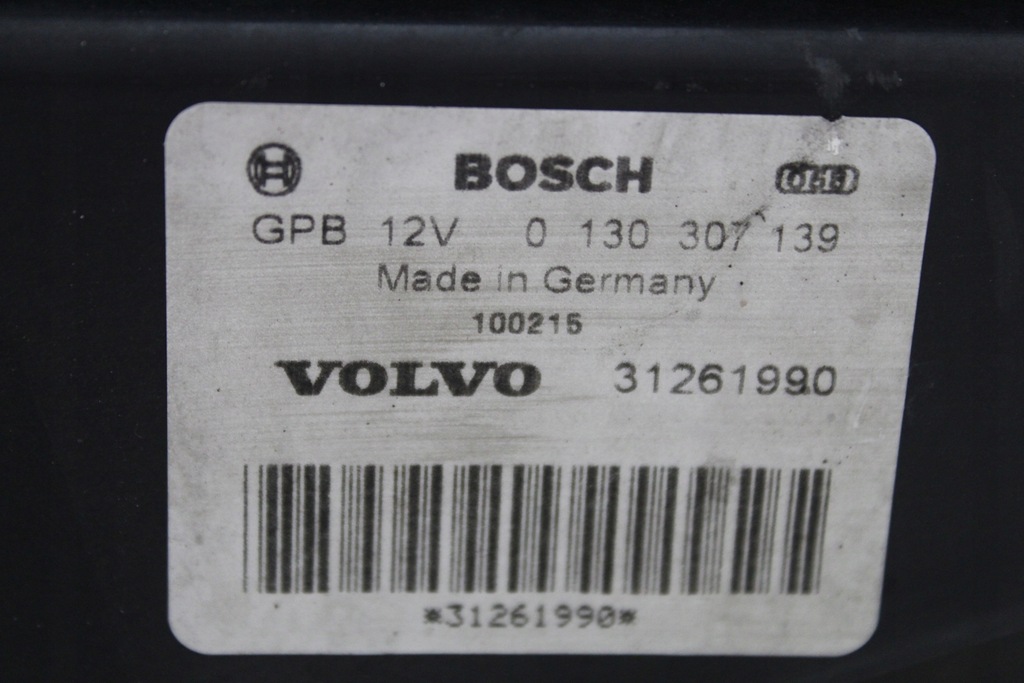 BOSCH
GPB 12V 0 130 307 139
Made in Germany
100215
VOLVO 31261990
*31261990*